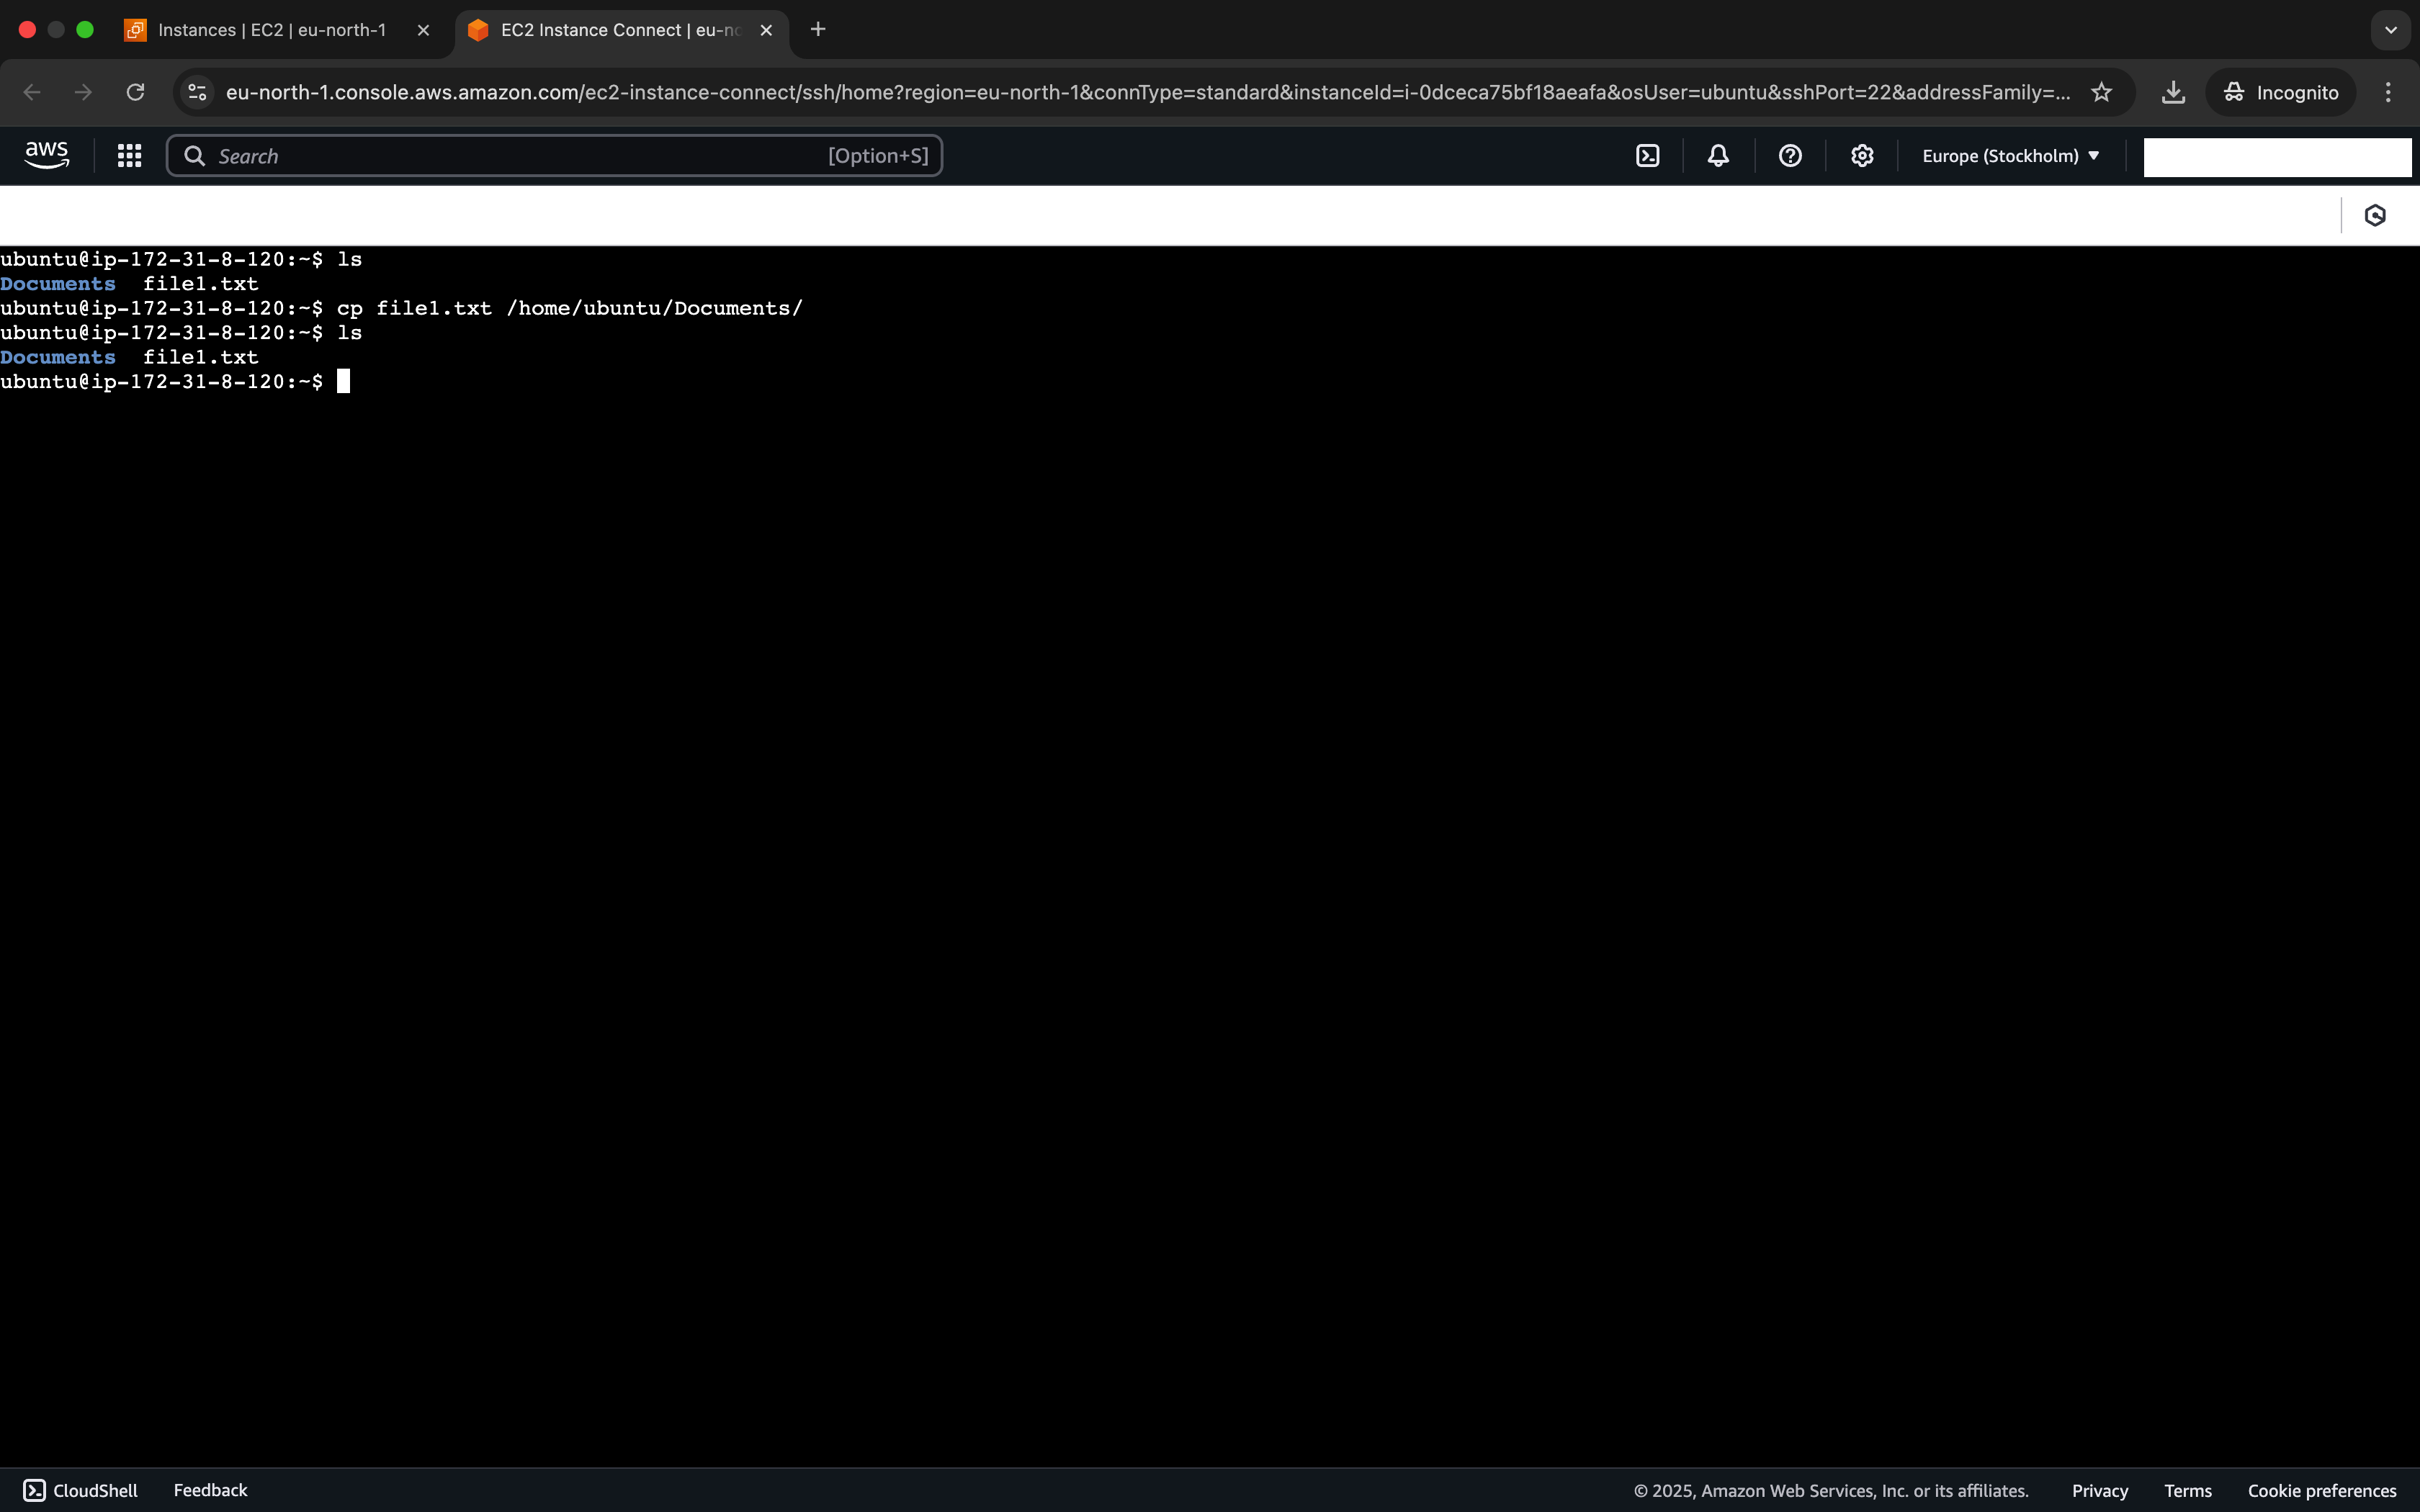 Instances | EC2 | eu-north-1
EC2 Instance Connect | eu-no
eu-north-1.console.aws.amazon.com/ec2-instance-connect/ssh/home?region=eu-north-1&connType=standard&instanceId=i-0dceca75bf18aeafa&osUser=ubuntu&sshPort=22&addressFamily=...
Incognito
aws
Search
[Option+S]
Europe (Stockholm)
ubuntu@ip-172-31-8-120:~$ ls
Documents  file1.txt
ubuntu@ip-172-31-8-120:~$ cp file1.txt /home/ubuntu/Documents/
ubuntu@ip-172-31-8-120:~$ ls
Documents  file1.txt
ubuntu@ip-172-31-8-120:~$
CloudShell
Feedback
© 2025, Amazon Web Services, Inc. or its affiliates.
Privacy
Terms
Cookie preferences